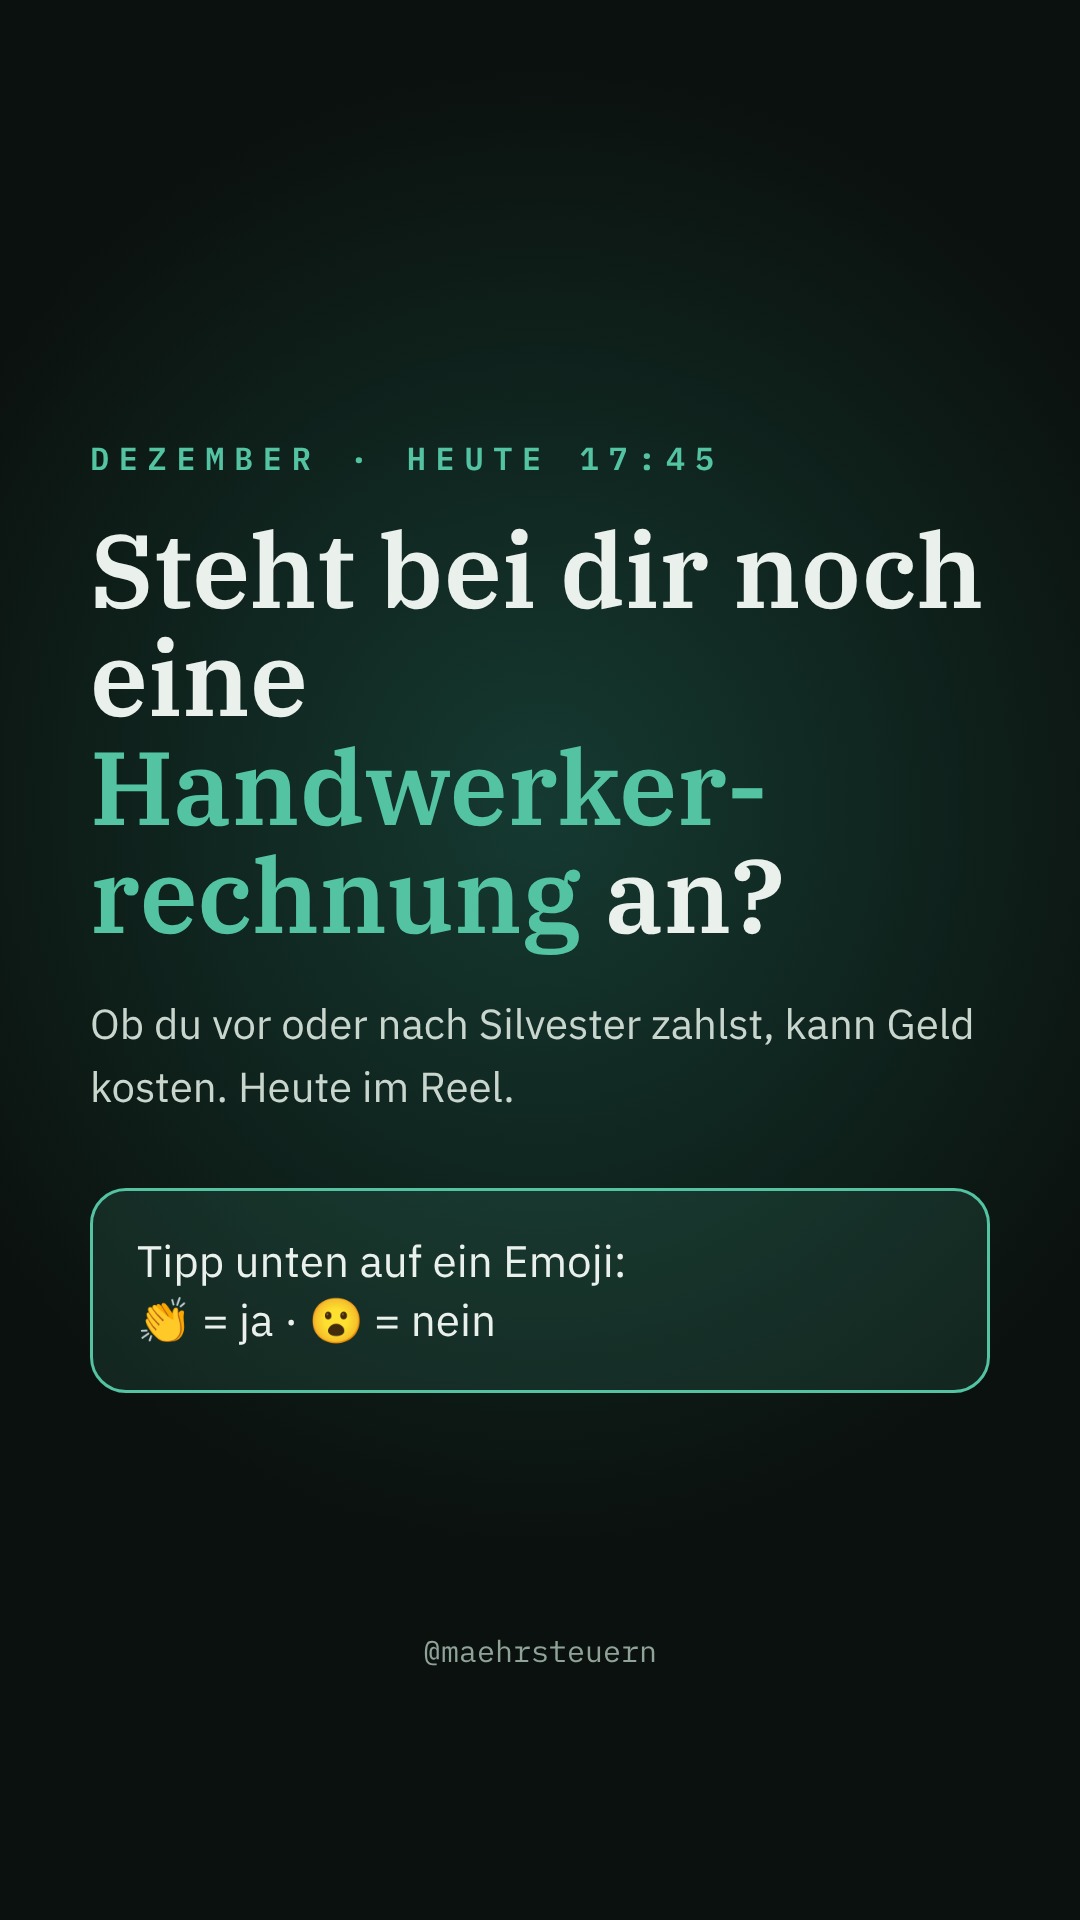 DEZEMBER · HEUTE 17:45
Steht bei dir noch
eine
Handwerker-
rechnung an?
Ob du vor oder nach Silvester zahlst, kann Geld
kosten. Heute im Reel.
Tipp unten auf ein Emoji:
👏 = ja · 😮 = nein
@maehrsteuern